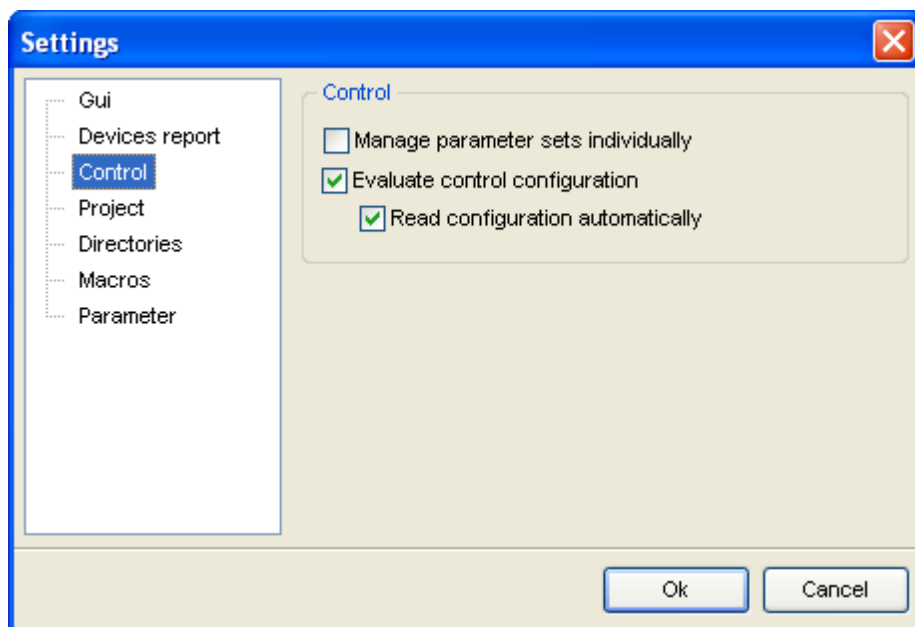 Settings
Gui
Devices report
Control
Project
Directories
Macros
Parameter
Control
Manage parameter sets individually
Evaluate control configuration
Read configuration automatically
Ok
Cancel